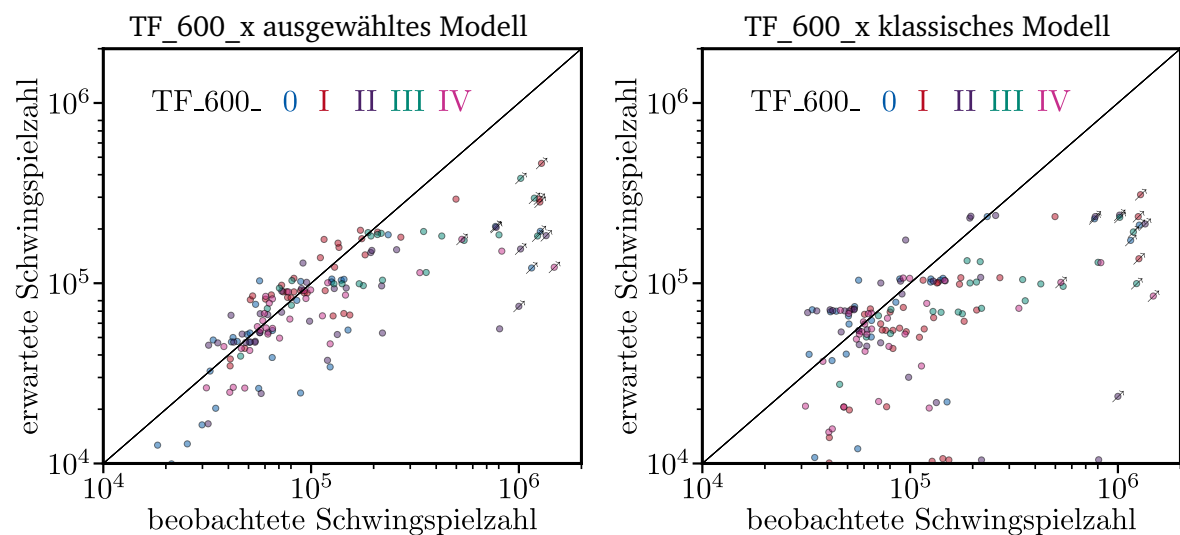 TF_600_x ausgewähltes Modell
TF_600_x klassisches Modell
erwartete Schwingspielzahl
10^6
10^5
10^4
TF_600_ 0 I II III IV
10^4 10^5 10^6
beobachtete Schwingspielzahl
erwartete Schwingspielzahl
10^6
10^5
10^4
TF_600_ 0 I II III IV
10^4 10^5 10^6
beobachtete Schwingspielzahl